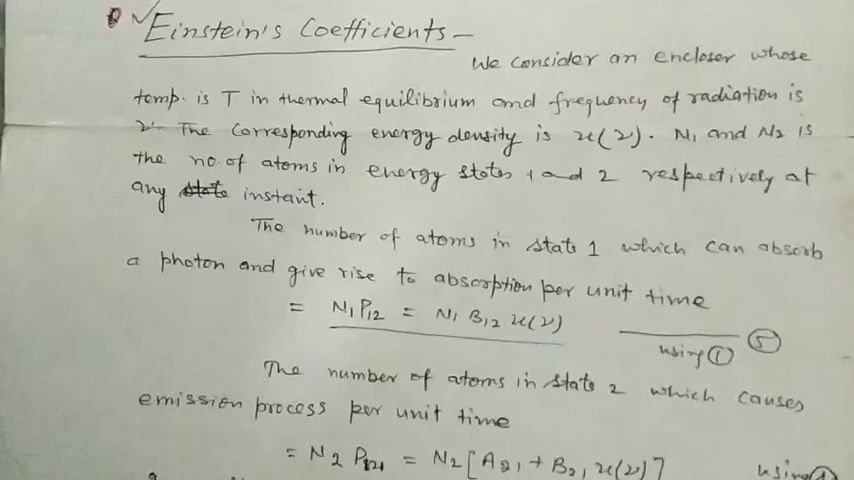 Einstein's Coefficients –
We consider an encloser whose
temp. is T in thermal equilibrium and frequency of radiation is
ν. The corresponding energy density is u(ν). N₁ and N₂ is
the no. of atoms in energy states 1 and 2 respectively at
any state instant.
The number of atoms in state 1 which can absorb
a photon and give rise to absorption per unit time
= N₁P₁₂ = N₁ B₁₂ u(ν) ——— ⑤
using ①
The number of atoms in state 2 which causes
emission process per unit time
= N₂ P₂₁ = N₂ [A₂₁ + B₂₁ u(ν)] using